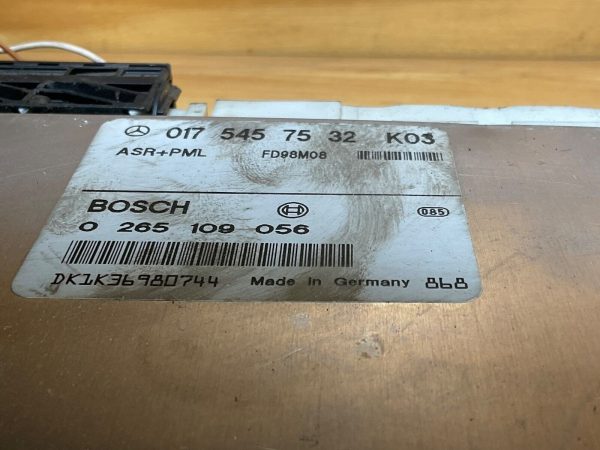 017 545 75 32 K03
ASR+PML FD98M08
BOSCH 085
0 265 109 056
DK1K36980744 Made in Germany 868